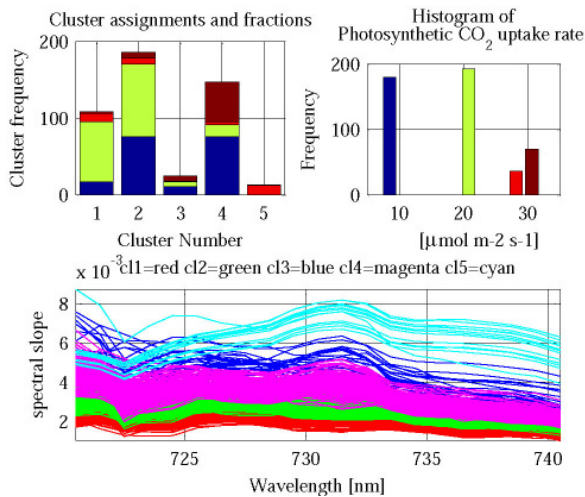 Cluster assignments and fractions
200
100
0
Cluster frequency
1 2 3 4 5
Cluster Number
Histogram of
Photosynthetic CO2 uptake rate
200
100
0
Frequency
10 20 30
[µmol m-2 s-1]
x 10-3 cl1=red cl2=green cl3=blue cl4=magenta cl5=cyan
8
6
4
2
spectral slope
725 730 735 740
Wavelength [nm]